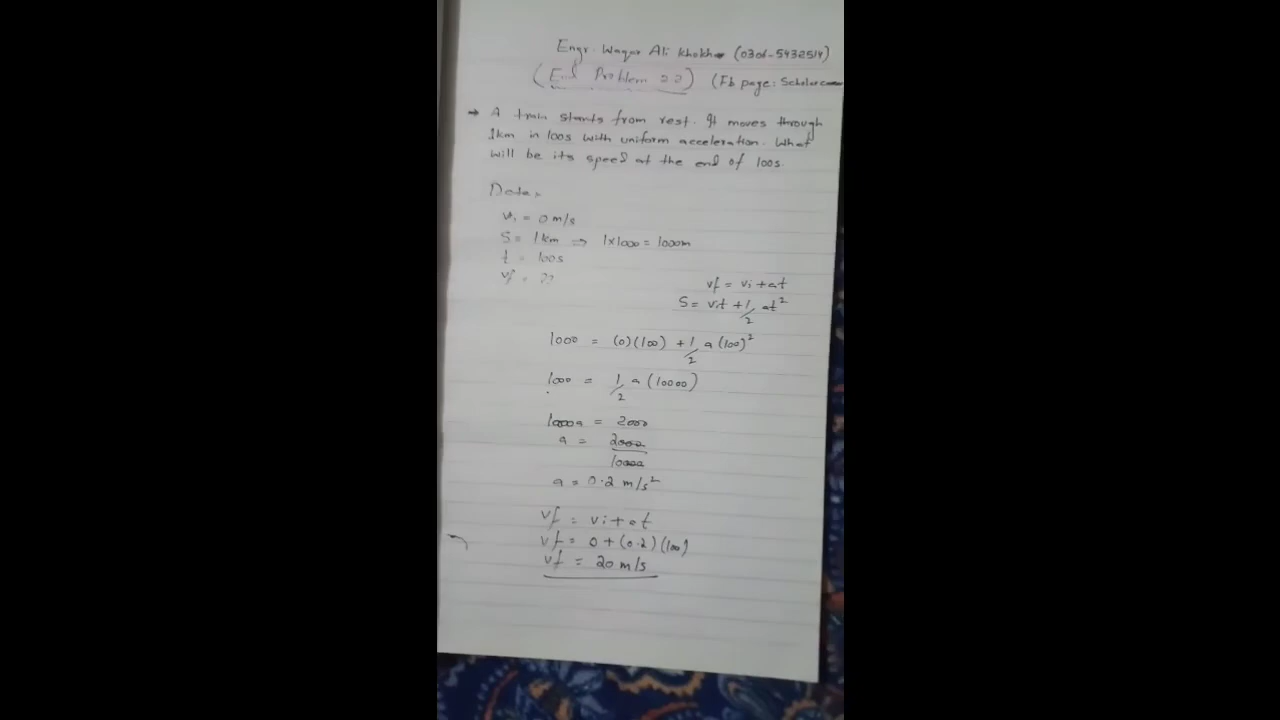 Engr. Waqar Ali Khokhar (0306-5432514)
(End Problem 2.2) (Fb page: Scholar
→ A train starts from rest. It moves through
1km in 100s with uniform acceleration. What
will be its speed at the end of 100s.
Data:
vi = 0 m/s
S = 1km ⇒ 1x1000 = 1000m
t = 100s
vf = ??
vf = vi + at
S = vit + 1/2 at²
1000 = (0)(100) + 1/2 a (100)²
1000 = 1/2 a (10000)
10000a = 2000
a = 2000
10000
a = 0.2 m/s²
vf = vi + at
vf = 0 + (0.2)(100)
vf = 20 m/s